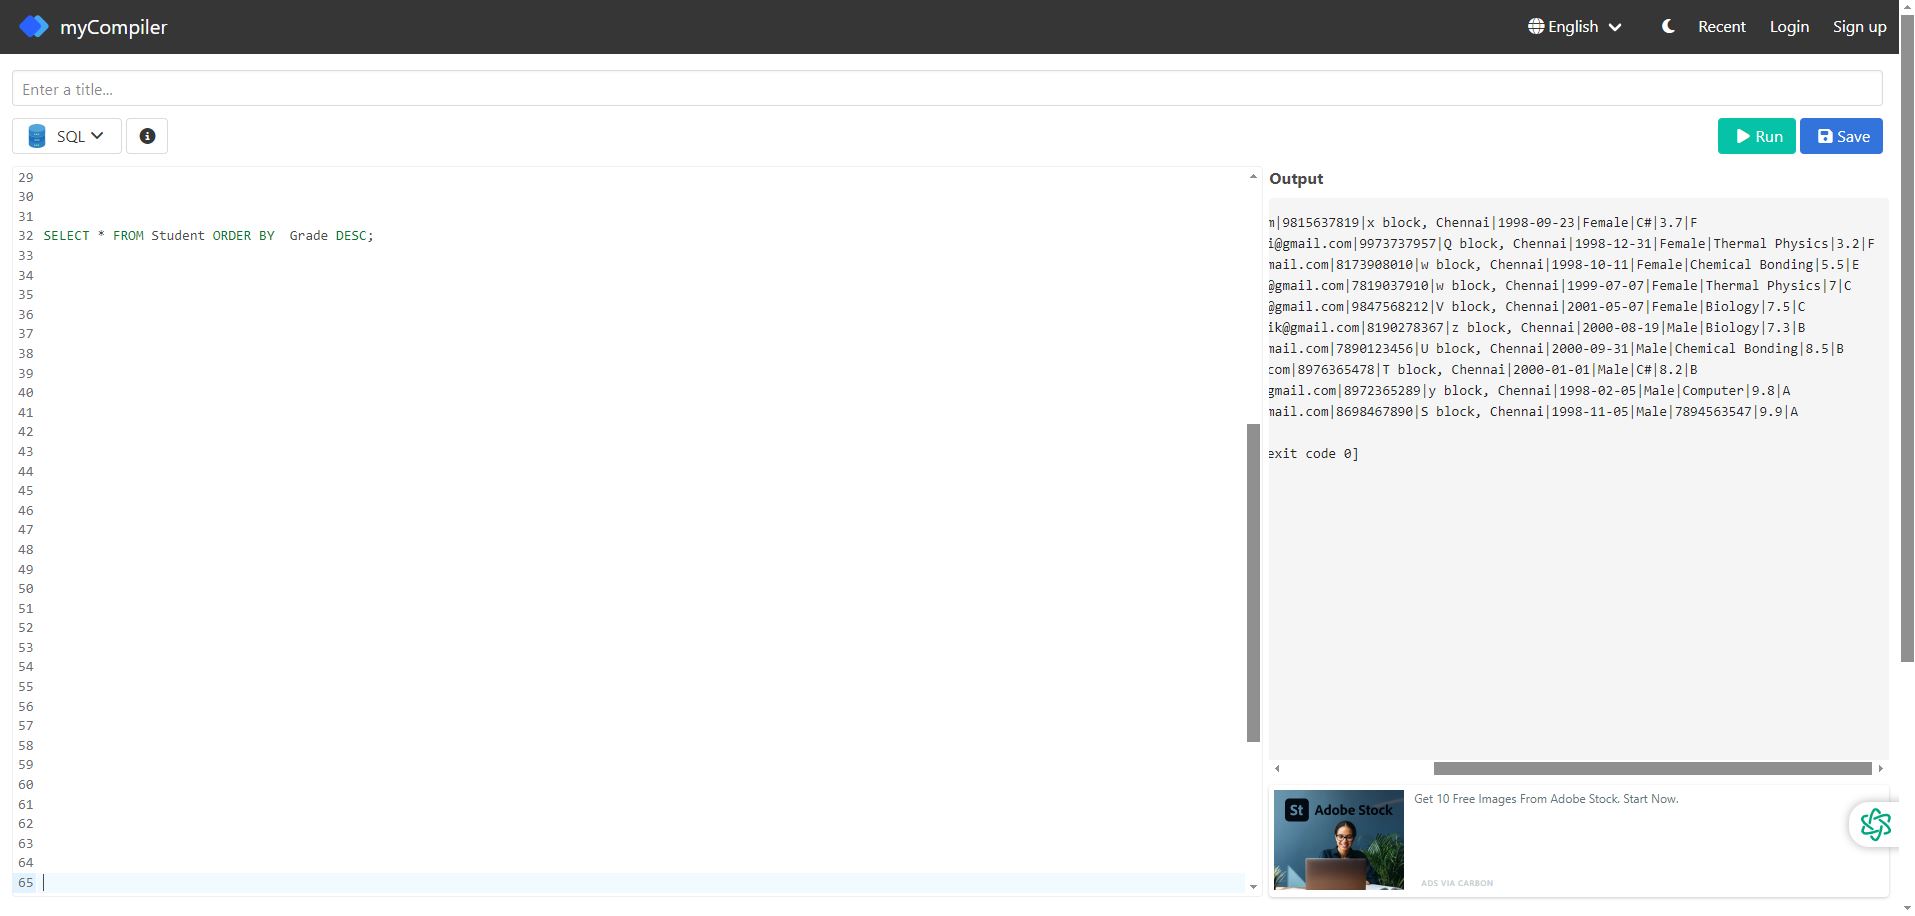 myCompiler
English
Recent
Login
Sign up
Enter a title...
SQL
Run
Save
29
30
31
32 SELECT * FROM Student ORDER BY  Grade DESC;
33
34
35
36
37
38
39
40
41
42
43
44
45
46
47
48
49
50
51
52
53
54
55
56
57
58
59
60
61
62
63
64
65
Output
m|9815637819|x block, Chennai|1998-09-23|Female|C#|3.7|F
i@gmail.com|9973737957|Q block, Chennai|1998-12-31|Female|Thermal Physics|3.2|F
mail.com|8173908010|w block, Chennai|1998-10-11|Female|Chemical Bonding|5.5|E
@gmail.com|7819037910|w block, Chennai|1999-07-07|Female|Thermal Physics|7|C
@gmail.com|9847568212|V block, Chennai|2001-05-07|Female|Biology|7.5|C
ik@gmail.com|8190278367|z block, Chennai|2000-08-19|Male|Biology|7.3|B
mail.com|7890123456|U block, Chennai|2000-09-31|Male|Chemical Bonding|8.5|B
com|8976365478|T block, Chennai|2000-01-01|Male|C#|8.2|B
gmail.com|8972365289|y block, Chennai|1998-02-05|Male|Computer|9.8|A
mail.com|8698467890|S block, Chennai|1998-11-05|Male|7894563547|9.9|A
exit code 0]
St Adobe Stock
Get 10 Free Images From Adobe Stock. Start Now.
ADS VIA CARBON